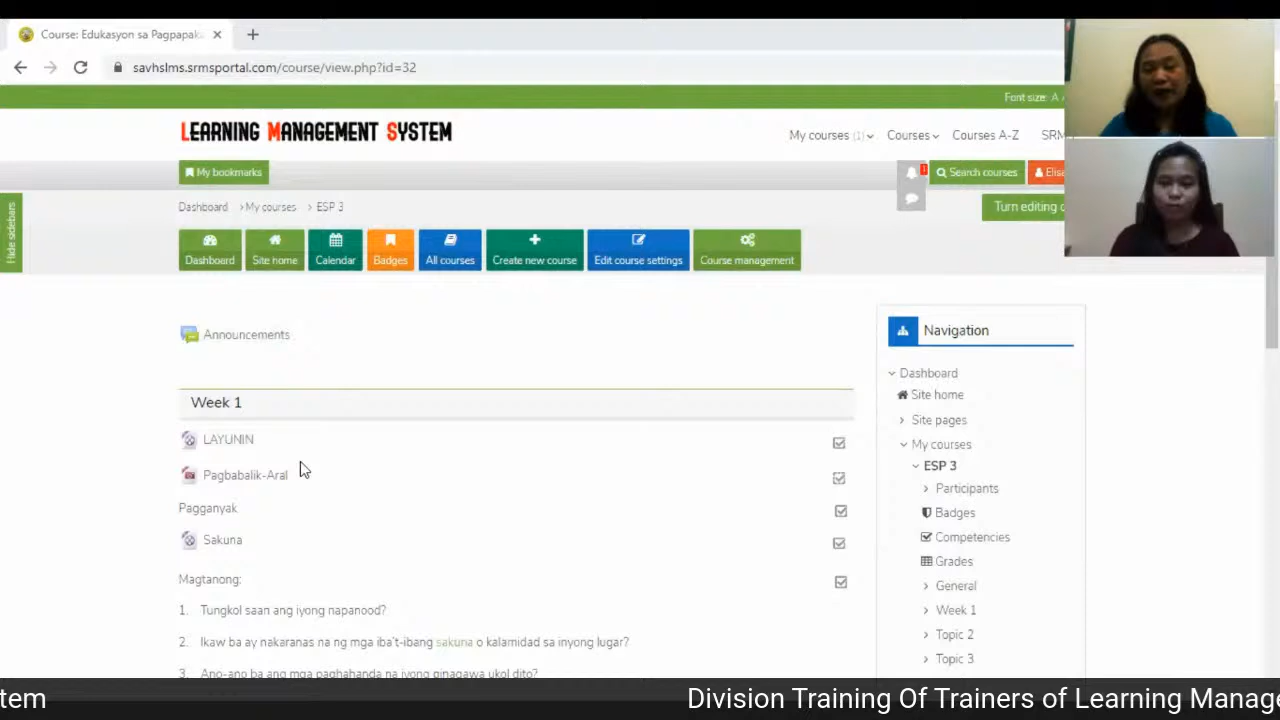 Course: Edukasyon sa Pagpapaka
savhslms.srmsportal.com/course/view.php?id=32
Font size: A
LEARNING MANAGEMENT SYSTEM
My courses (1) Courses Courses A-Z SRM
My bookmarks
1
Search courses
Elisa
Dashboard My courses ESP 3
Turn editing
Hide sidebars
Dashboard Site home Calendar Badges All courses Create new course Edit course settings Course management
Announcements
Navigation
Dashboard
Site home
Site pages
My courses
ESP 3
Participants
Badges
Competencies
Grades
General
Week 1
Topic 2
Topic 3
Week 1
LAYUNIN
Pagbabalik-Aral
Pagganyak
Sakuna
Magtanong:
1. Tungkol saan ang iyong napanood?
2. Ikaw ba ay nakaranas na ng mga iba't-ibang sakuna o kalamidad sa inyong lugar?
3. Ano-ano ba ang mga paghahanda na iyong ginagawa ukol dito?
stem Division Training Of Trainers of Learning Manage